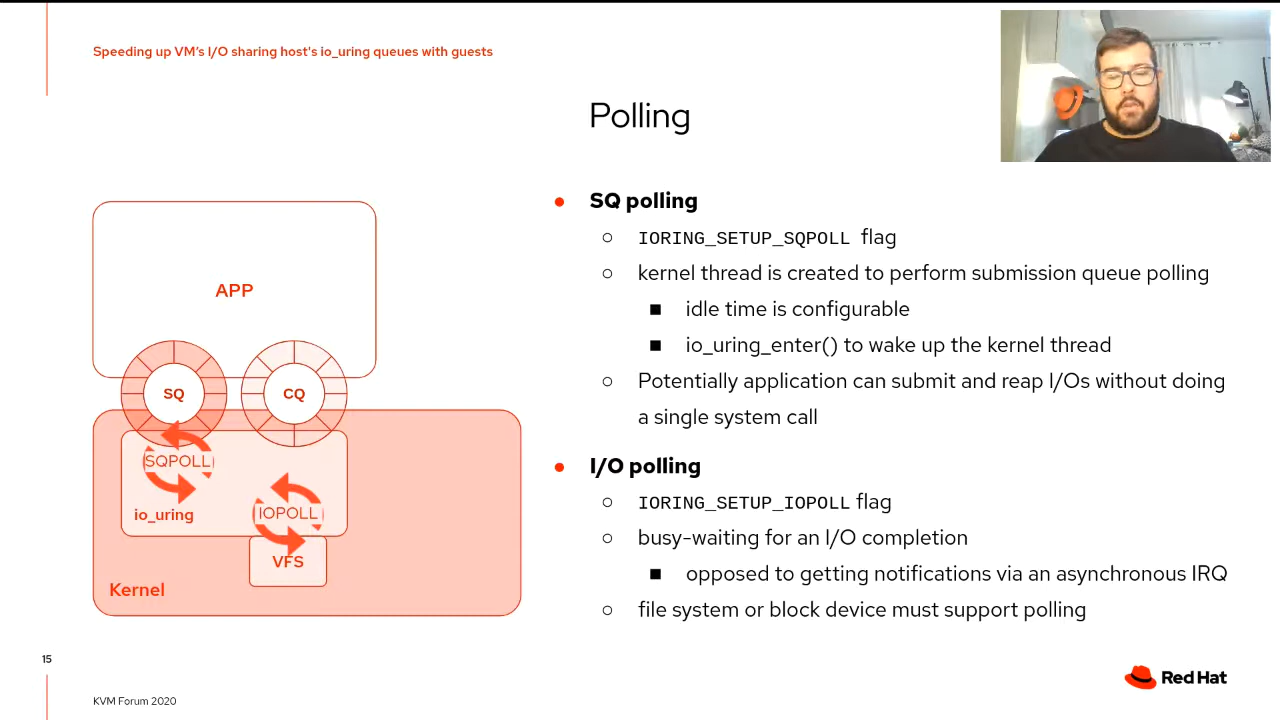 Speeding up VM's I/O sharing host's io_uring queues with guests
Polling
APP
SQ
CQ
SQPOLL
IOPOLL
io_uring
VFS
Kernel
SQ polling
IORING_SETUP_SQPOLL flag
kernel thread is created to perform submission queue polling
idle time is configurable
io_uring_enter() to wake up the kernel thread
Potentially application can submit and reap I/Os without doing
a single system call
I/O polling
IORING_SETUP_IOPOLL flag
busy-waiting for an I/O completion
opposed to getting notifications via an asynchronous IRQ
file system or block device must support polling
15
KVM Forum 2020
Red Hat